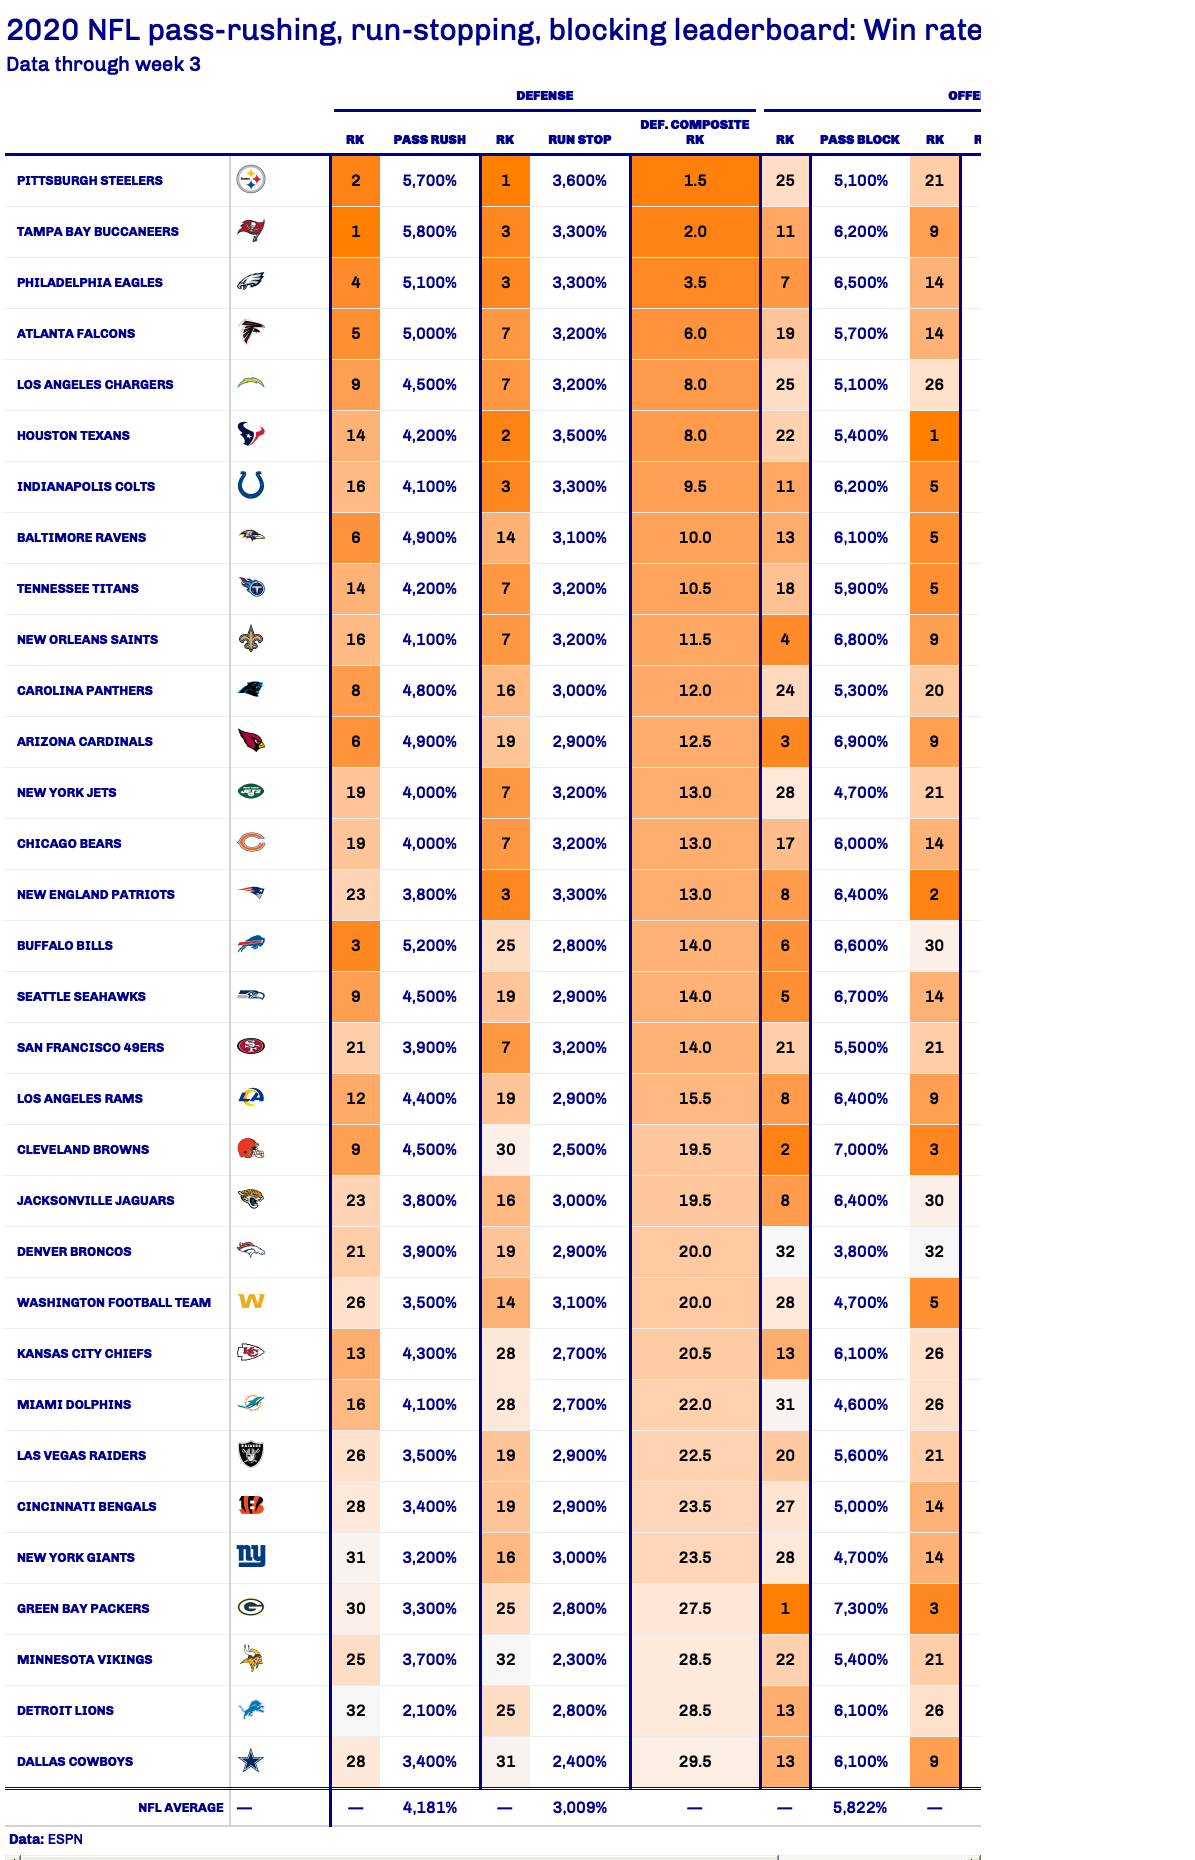 2020 NFL pass-rushing, run-stopping, blocking leaderboard: Win rate
Data through week 3
DEFENSE OFFE
RK PASS RUSH RK RUN STOP DEF. COMPOSITE RK RK PASS BLOCK RK R
PITTSBURGH STEELERS 2 5,700% 1 3,600% 1.5 25 5,100% 21
TAMPA BAY BUCCANEERS 1 5,800% 3 3,300% 2.0 11 6,200% 9
PHILADELPHIA EAGLES 4 5,100% 3 3,300% 3.5 7 6,500% 14
ATLANTA FALCONS 5 5,000% 7 3,200% 6.0 19 5,700% 14
LOS ANGELES CHARGERS 9 4,500% 7 3,200% 8.0 25 5,100% 26
HOUSTON TEXANS 14 4,200% 2 3,500% 8.0 22 5,400% 1
INDIANAPOLIS COLTS 16 4,100% 3 3,300% 9.5 11 6,200% 5
BALTIMORE RAVENS 6 4,900% 14 3,100% 10.0 13 6,100% 5
TENNESSEE TITANS 14 4,200% 7 3,200% 10.5 18 5,900% 5
NEW ORLEANS SAINTS 16 4,100% 7 3,200% 11.5 4 6,800% 9
CAROLINA PANTHERS 8 4,800% 16 3,000% 12.0 24 5,300% 20
ARIZONA CARDINALS 6 4,900% 19 2,900% 12.5 3 6,900% 9
NEW YORK JETS 19 4,000% 7 3,200% 13.0 28 4,700% 21
CHICAGO BEARS 19 4,000% 7 3,200% 13.0 17 6,000% 14
NEW ENGLAND PATRIOTS 23 3,800% 3 3,300% 13.0 8 6,400% 2
BUFFALO BILLS 3 5,200% 25 2,800% 14.0 6 6,600% 30
SEATTLE SEAHAWKS 9 4,500% 19 2,900% 14.0 5 6,700% 14
SAN FRANCISCO 49ERS 21 3,900% 7 3,200% 14.0 21 5,500% 21
LOS ANGELES RAMS 12 4,400% 19 2,900% 15.5 8 6,400% 9
CLEVELAND BROWNS 9 4,500% 30 2,500% 19.5 2 7,000% 3
JACKSONVILLE JAGUARS 23 3,800% 16 3,000% 19.5 8 6,400% 30
DENVER BRONCOS 21 3,900% 19 2,900% 20.0 32 3,800% 32
WASHINGTON FOOTBALL TEAM W 26 3,500% 14 3,100% 20.0 28 4,700% 5
KANSAS CITY CHIEFS 13 4,300% 28 2,700% 20.5 13 6,100% 26
MIAMI DOLPHINS 16 4,100% 28 2,700% 22.0 31 4,600% 26
LAS VEGAS RAIDERS 26 3,500% 19 2,900% 22.5 20 5,600% 21
CINCINNATI BENGALS 28 3,400% 19 2,900% 23.5 27 5,000% 14
NEW YORK GIANTS ny 31 3,200% 16 3,000% 23.5 28 4,700% 14
GREEN BAY PACKERS 30 3,300% 25 2,800% 27.5 1 7,300% 3
MINNESOTA VIKINGS 25 3,700% 32 2,300% 28.5 22 5,400% 21
DETROIT LIONS 32 2,100% 25 2,800% 28.5 13 6,100% 26
DALLAS COWBOYS 28 3,400% 31 2,400% 29.5 13 6,100% 9
NFL AVERAGE — — 4,181% — 3,009% — — 5,822% —
Data: ESPN